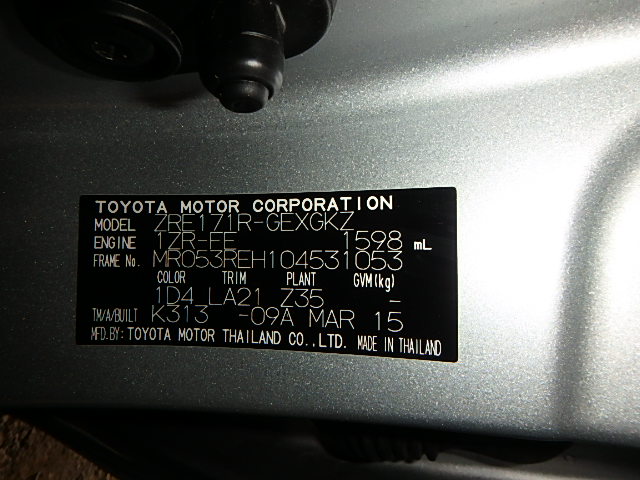 TOYOTA MOTOR CORPORATION
MODEL ZRE171R-GEXGKZ
ENGINE 1ZR-FE 1598 mL
FRAME No. MR053REH104531053
COLOR TRIM PLANT GVM(kg)
1D4 LA21 Z35 -
TM/A/BUILT K313 -09A MAR 15
MFD.BY: TOYOTA MOTOR THAILAND CO.,LTD. MADE IN THAILAND